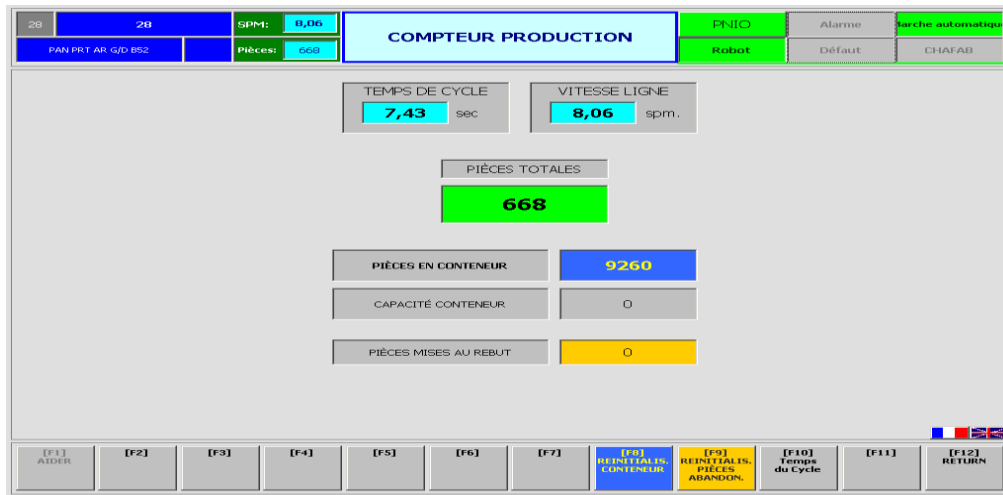 28
28
SPM:
8,06
COMPTEUR PRODUCTION
PNIO
Alarme
Marche automatique
PAN PRT AR G/D B52
Pièces:
668
Robot
Défaut
CHAFAB
TEMPS DE CYCLE
7,43 sec
VITESSE LIGNE
8,06 spm.
PIÈCES TOTALES
668
PIÈCES EN CONTENEUR
9260
CAPACITÉ CONTENEUR
0
PIÈCES MISES AU REBUT
0
[F1]
AIDER
[F2]
[F3]
[F4]
[F5]
[F6]
[F7]
[F8]
REINITIALIS.
CONTENEUR
[F9]
REINITIALIS.
PIÈCES
ABANDON.
[F10]
Temps
du Cycle
[F11]
[F12]
RETURN